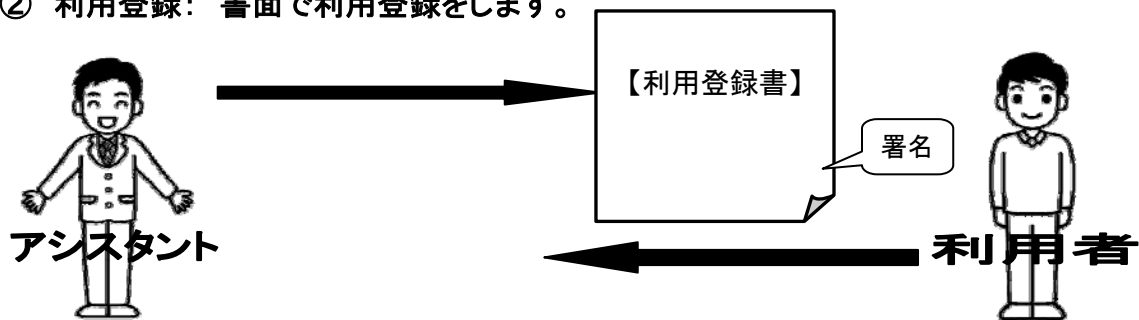 ② 利用登録： 書面で利用登録をします。
【利用登録書】
署名
アシスタント
利用者